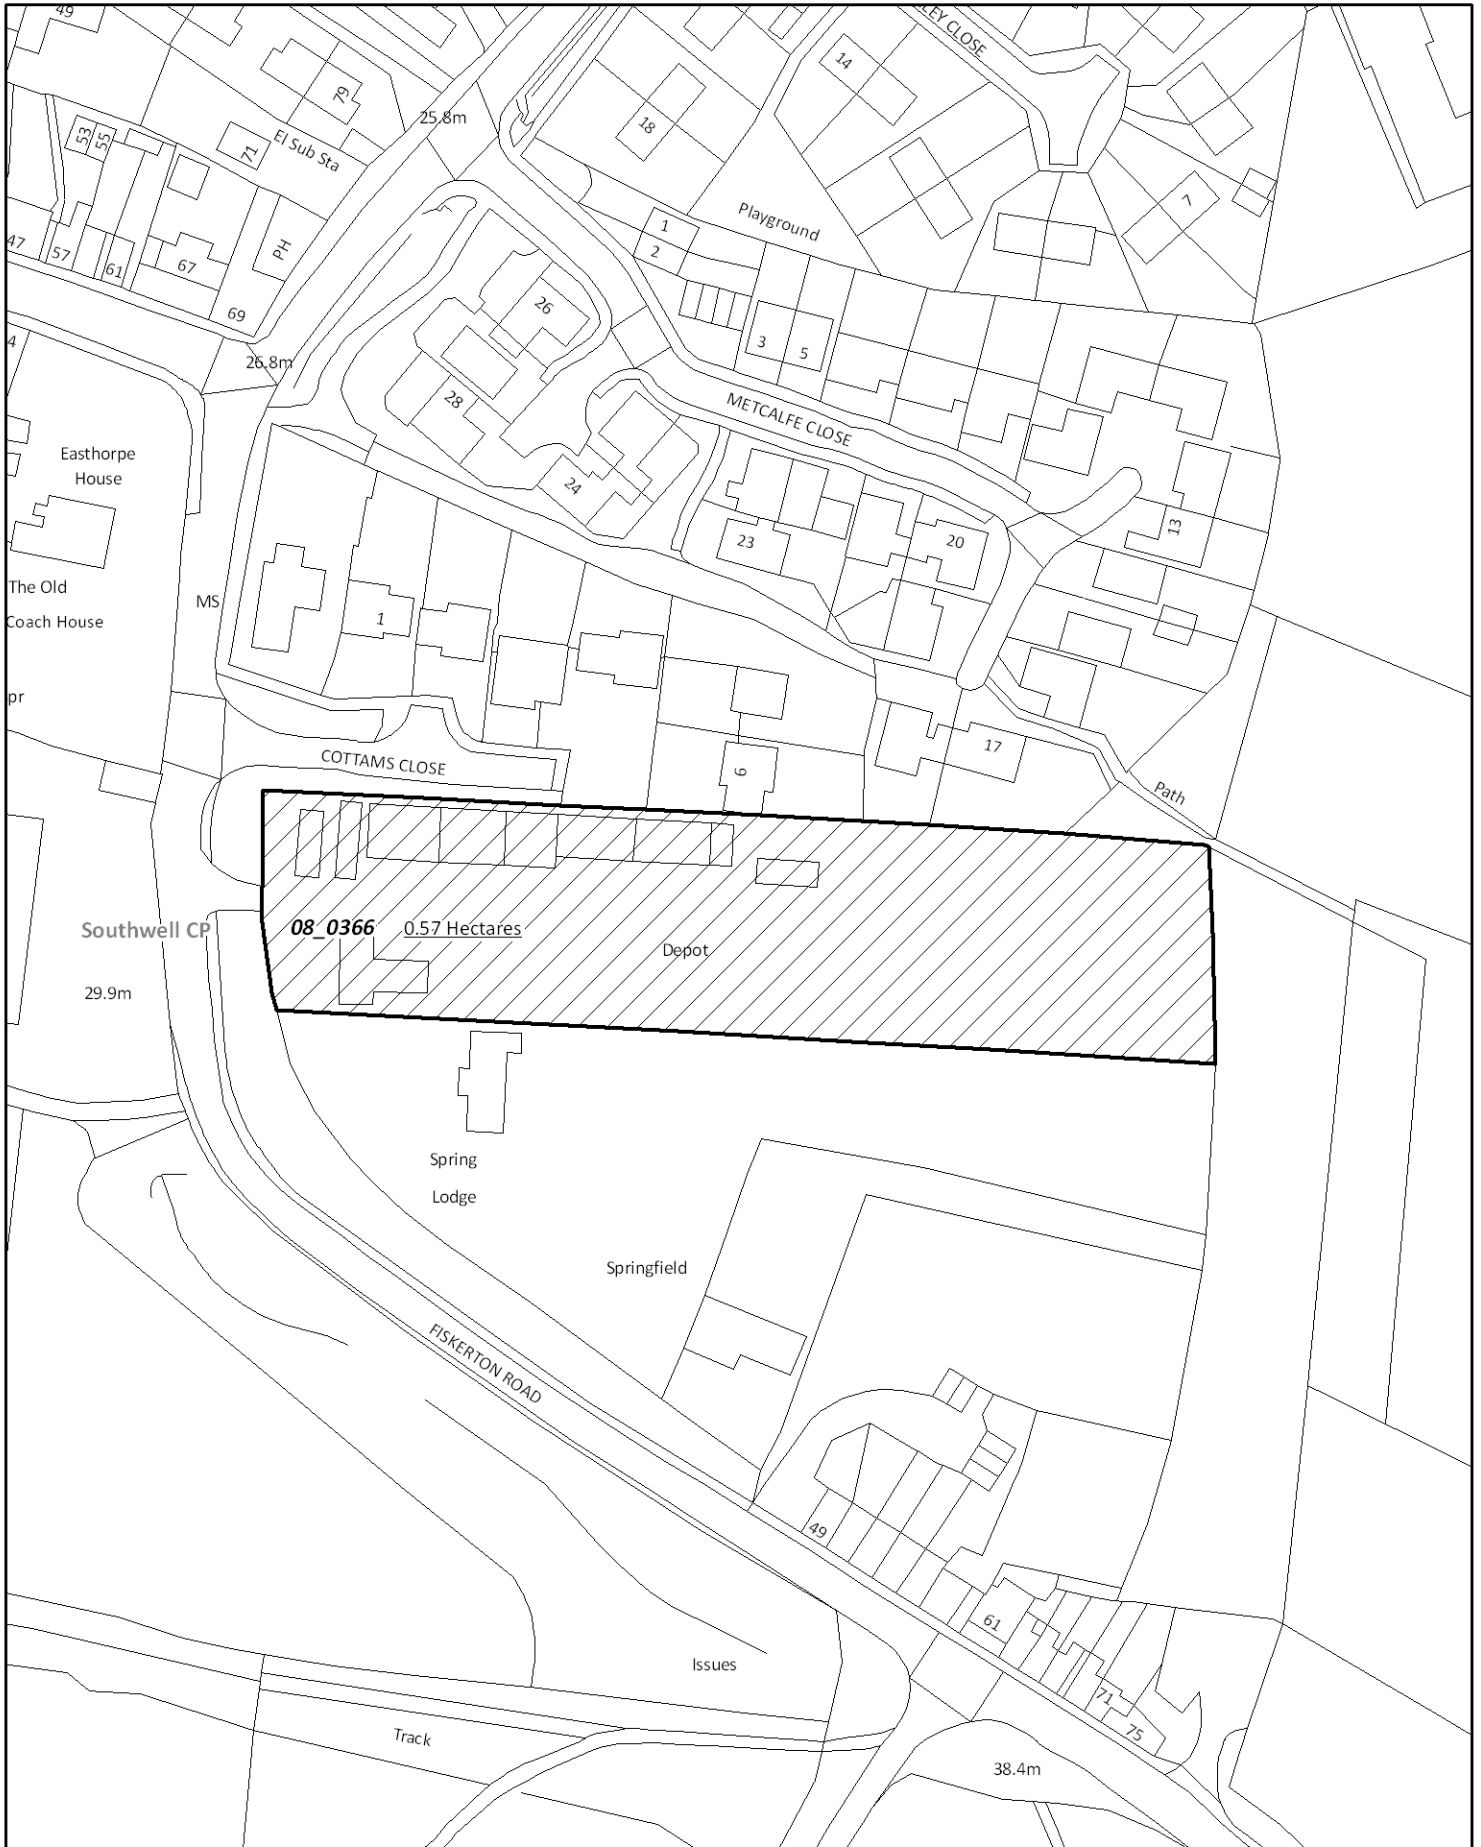 49
79
25.8m
53
55
71
El Sub Sta
18
14
LEY CLOSE
7
Playground
1
2
47
57
61
67
PH
69
26.8m
4
26
28
24
3
5
METCALFE CLOSE
Easthorpe
House
23
20
13
The Old
Coach House
MS
1
pr
17
COTTAMS CLOSE
6
Path
Southwell CP
08_0366
0.57 Hectares
Depot
29.9m
Spring
Lodge
Springfield
FISKERTON ROAD
49
61
71
75
Issues
Track
38.4m